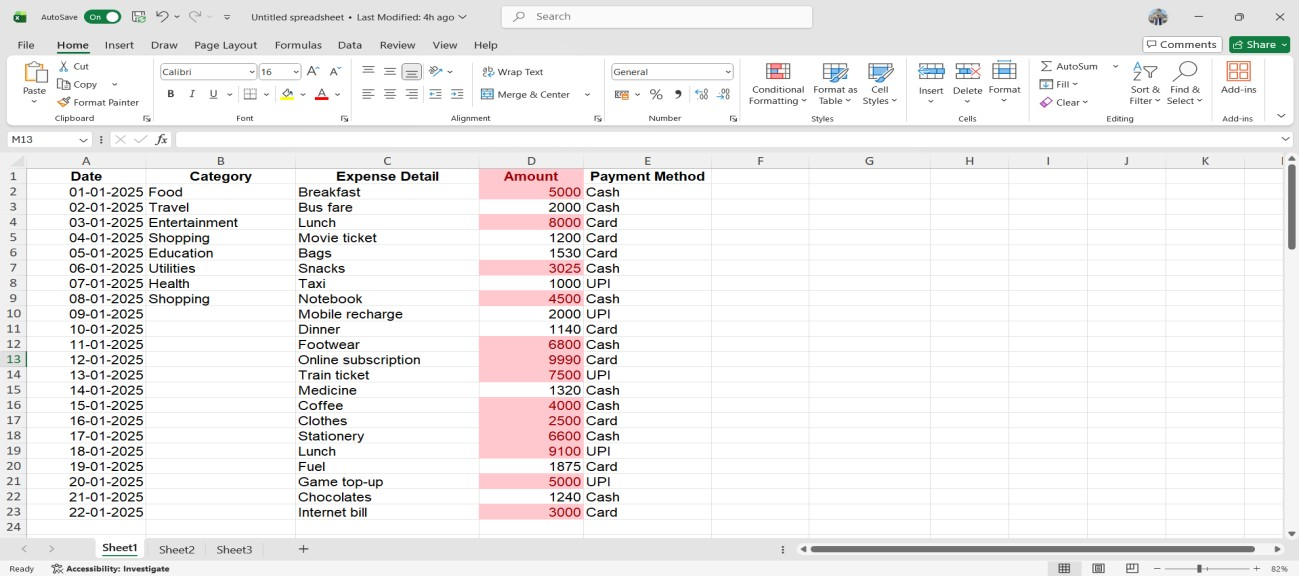 AutoSave On Untitled spreadsheet • Last Modified: 4h ago Search
File Home Insert Draw Page Layout Formulas Data Review View Help Comments Share
Paste Cut Copy Format Painter Clipboard
Calibri 16 A A B I U A Font
Wrap Text Merge & Center Alignment
General % , Number
Conditional Formatting Format as Table Cell Styles Styles
Insert Delete Format Cells
AutoSum Fill Clear Sort & Filter Find & Select Editing
Add-ins Add-ins
M13 fx
A B C D E F G H I J K
1 Date Category Expense Detail Amount Payment Method
2 01-01-2025 Food Breakfast 5000 Cash
3 02-01-2025 Travel Bus fare 2000 Cash
4 03-01-2025 Entertainment Lunch 8000 Card
5 04-01-2025 Shopping Movie ticket 1200 Card
6 05-01-2025 Education Bags 1530 Card
7 06-01-2025 Utilities Snacks 3025 Cash
8 07-01-2025 Health Taxi 1000 UPI
9 08-01-2025 Shopping Notebook 4500 Cash
10 09-01-2025 Mobile recharge 2000 UPI
11 10-01-2025 Dinner 1140 Card
12 11-01-2025 Footwear 6800 Cash
13 12-01-2025 Online subscription 9990 Card
14 13-01-2025 Train ticket 7500 UPI
15 14-01-2025 Medicine 1320 Cash
16 15-01-2025 Coffee 4000 Cash
17 16-01-2025 Clothes 2500 Card
18 17-01-2025 Stationery 6600 Cash
19 18-01-2025 Lunch 9100 UPI
20 19-01-2025 Fuel 1875 Card
21 20-01-2025 Game top-up 5000 UPI
22 21-01-2025 Chocolates 1240 Cash
23 22-01-2025 Internet bill 3000 Card
24
Sheet1 Sheet2 Sheet3 +
Ready Accessibility: Investigate 82%